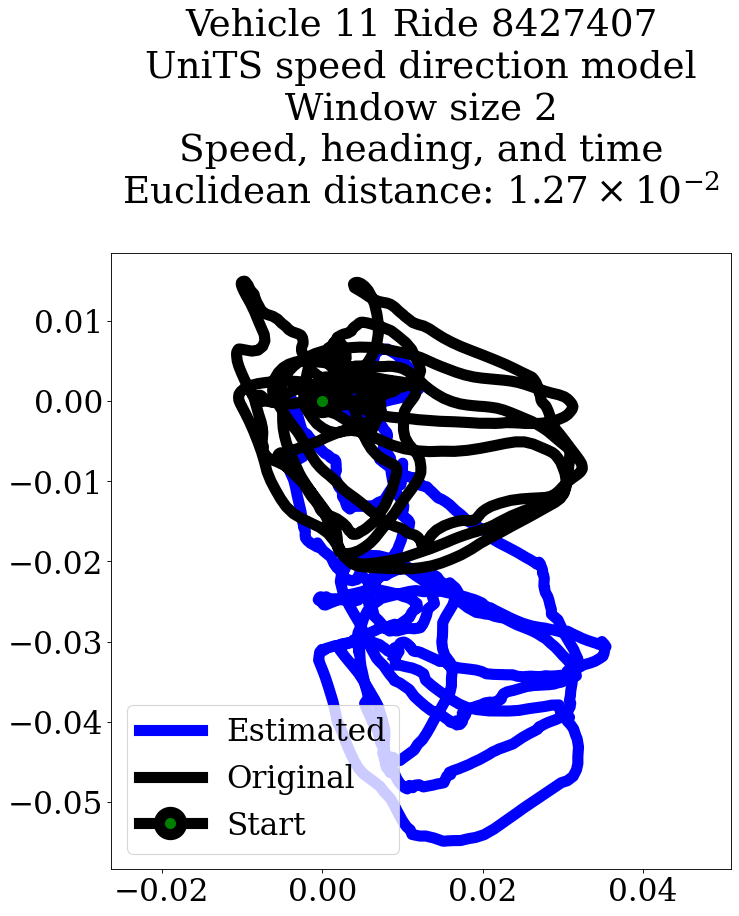 Vehicle 11 Ride 8427407
UniTS speed direction model
Window size 2
Speed, heading, and time
Euclidean distance: $1.27 \times 10^{-2}$
0.01
0.00
−0.01
−0.02
−0.03
−0.04
−0.05
Estimated
Original
Start
−0.02 0.00 0.02 0.04